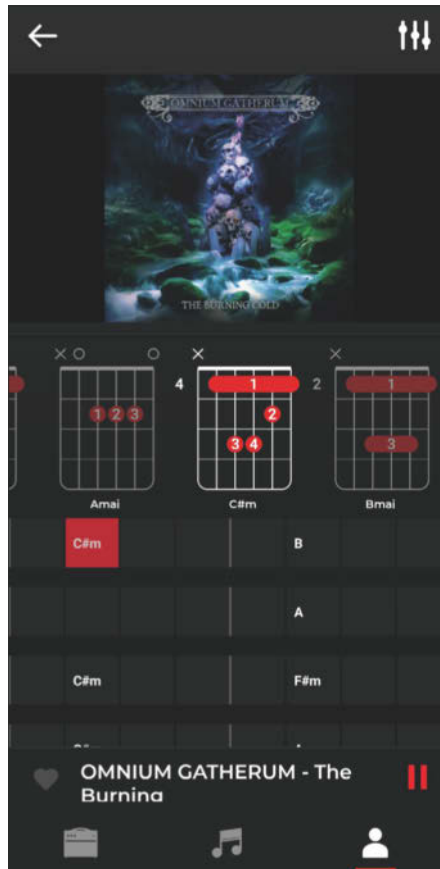 OMNIUM GATHERUM
THE BURNING COLD
× ○ ○ × ×
4 1 2 1
1 2 3 2
3 4 3
Amaj C#m Bmaj
C#m B
A
C#m F#m
OMNIUM GATHERUM - The
Burning